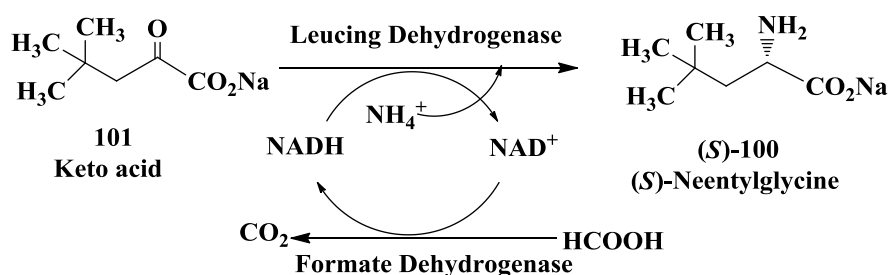 H₃C
CH₃
O
H₃C
CO₂Na
101
Keto acid
Leucing Dehydrogenase
NH₄⁺
NADH
NAD⁺
CO₂
HCOOH
Formate Dehydrogenase
H₃C
CH₃
NH₂
H₃C
CO₂Na
(S)-100
(S)-Neentylglycine